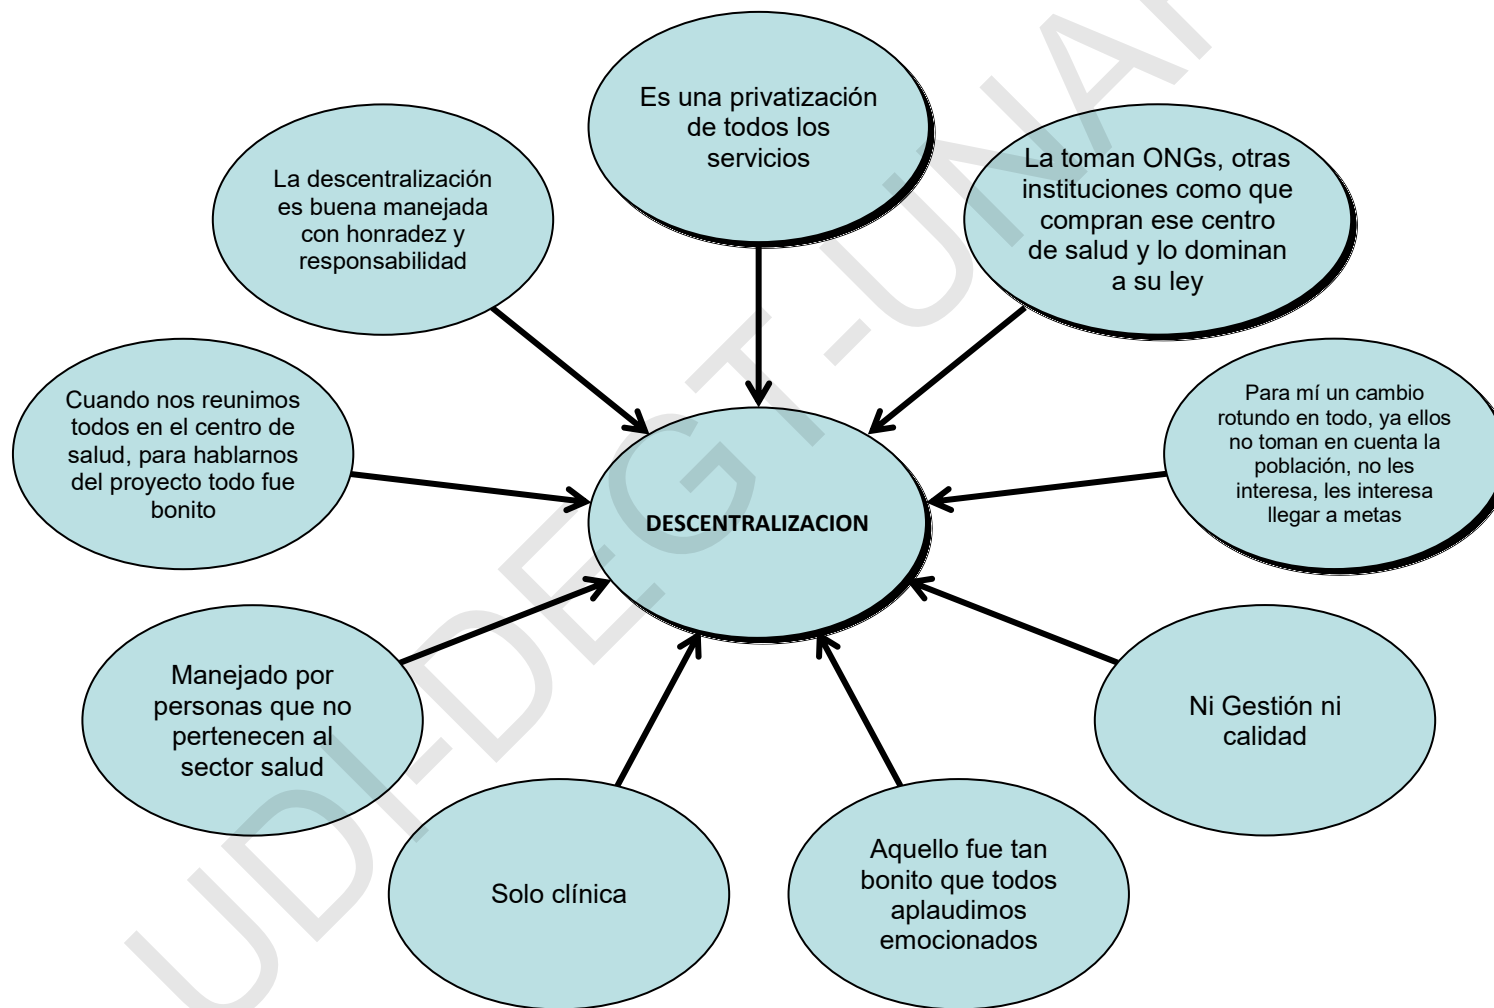 Es una privatización
de todos los
servicios
La toman ONGs, otras
instituciones como que
compran ese centro
de salud y lo dominan
a su ley
La descentralización
es buena manejada
con honradez y
responsabilidad
Para mí un cambio
rotundo en todo, ya ellos
no toman en cuenta la
población, no les
interesa, les interesa
llegar a metas
Cuando nos reunimos
todos en el centro de
salud, para hablarnos
del proyecto todo fue
bonito
DESCENTRALIZACION
Manejado por
personas que no
pertenecen al
sector salud
Ni Gestión ni
calidad
Solo clínica
Aquello fue tan
bonito que todos
aplaudimos
emocionados
UDI-DEGT-UNA